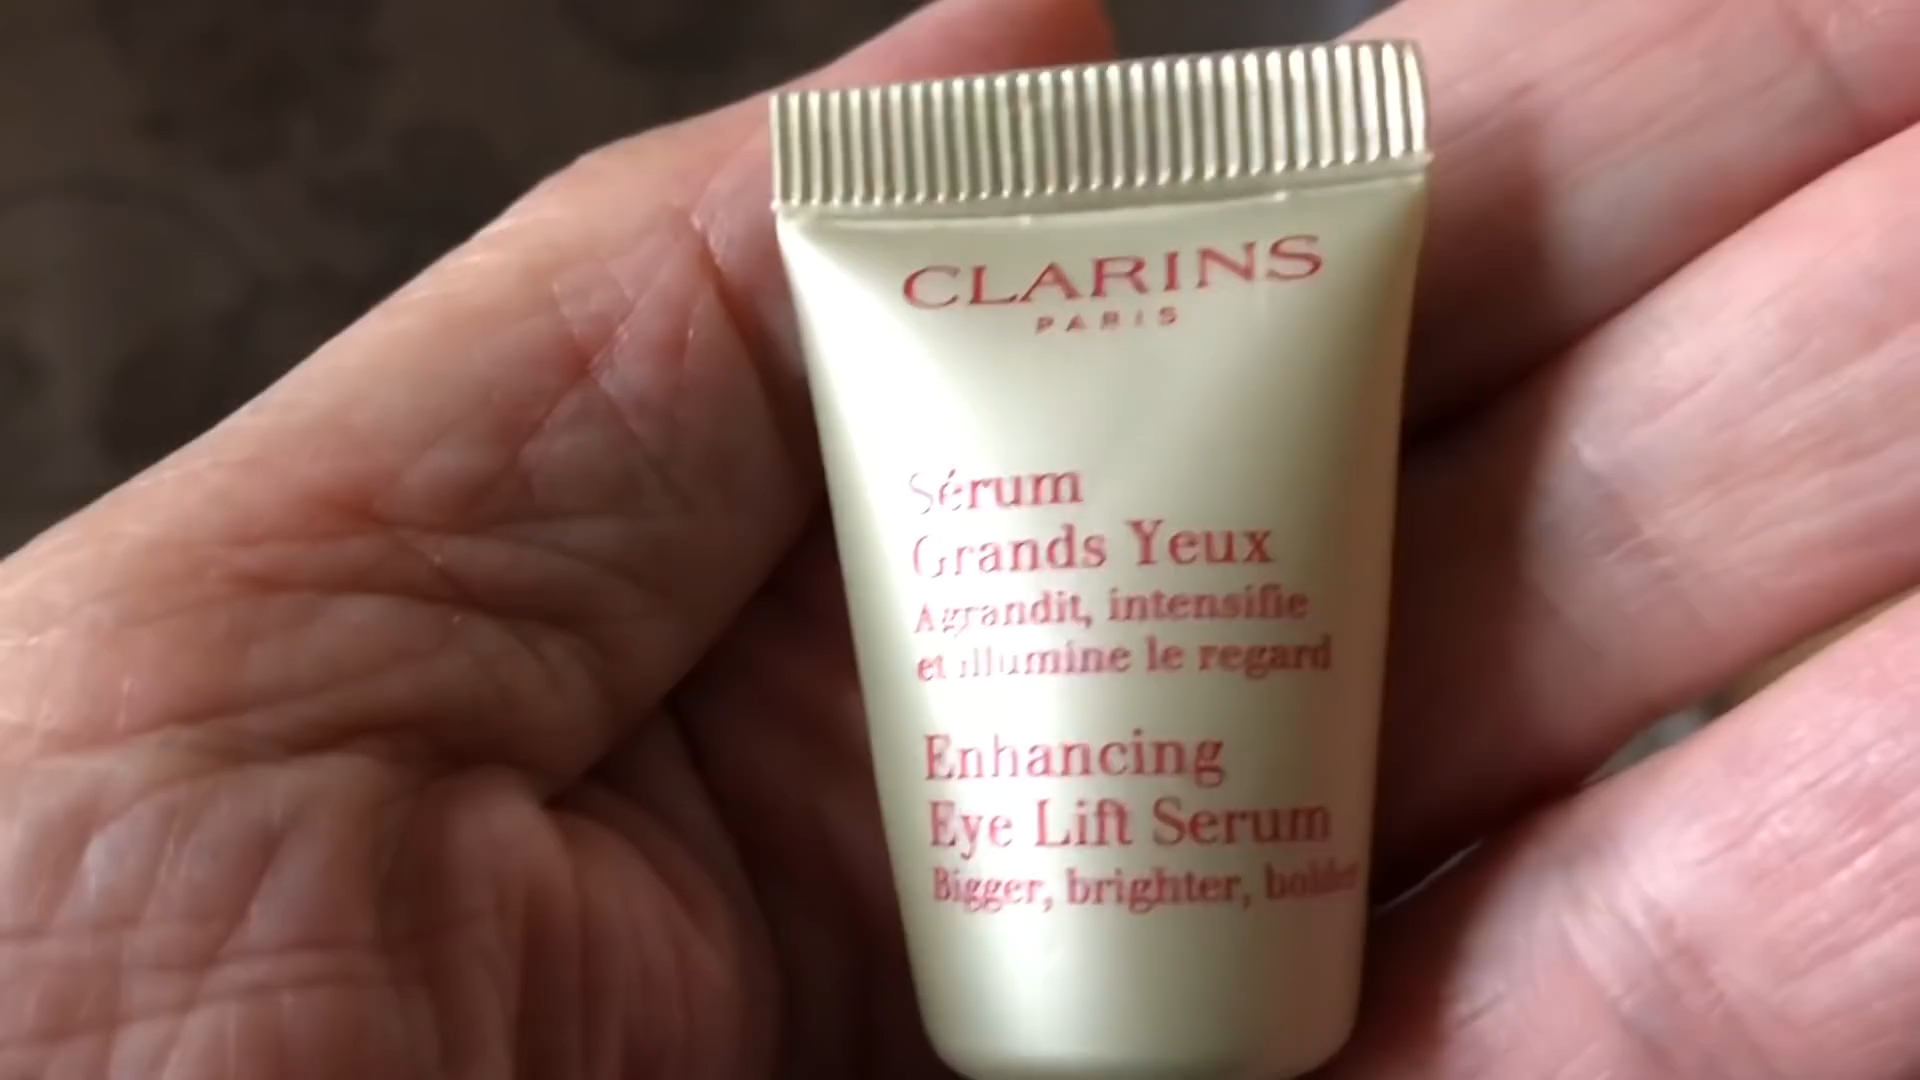 CLARINS
PARIS
Sérum
Grands Yeux
Agrandit, intensifie
et illumine le regard
Enhancing
Eye Lift Serum
Bigger, brighter, bolder